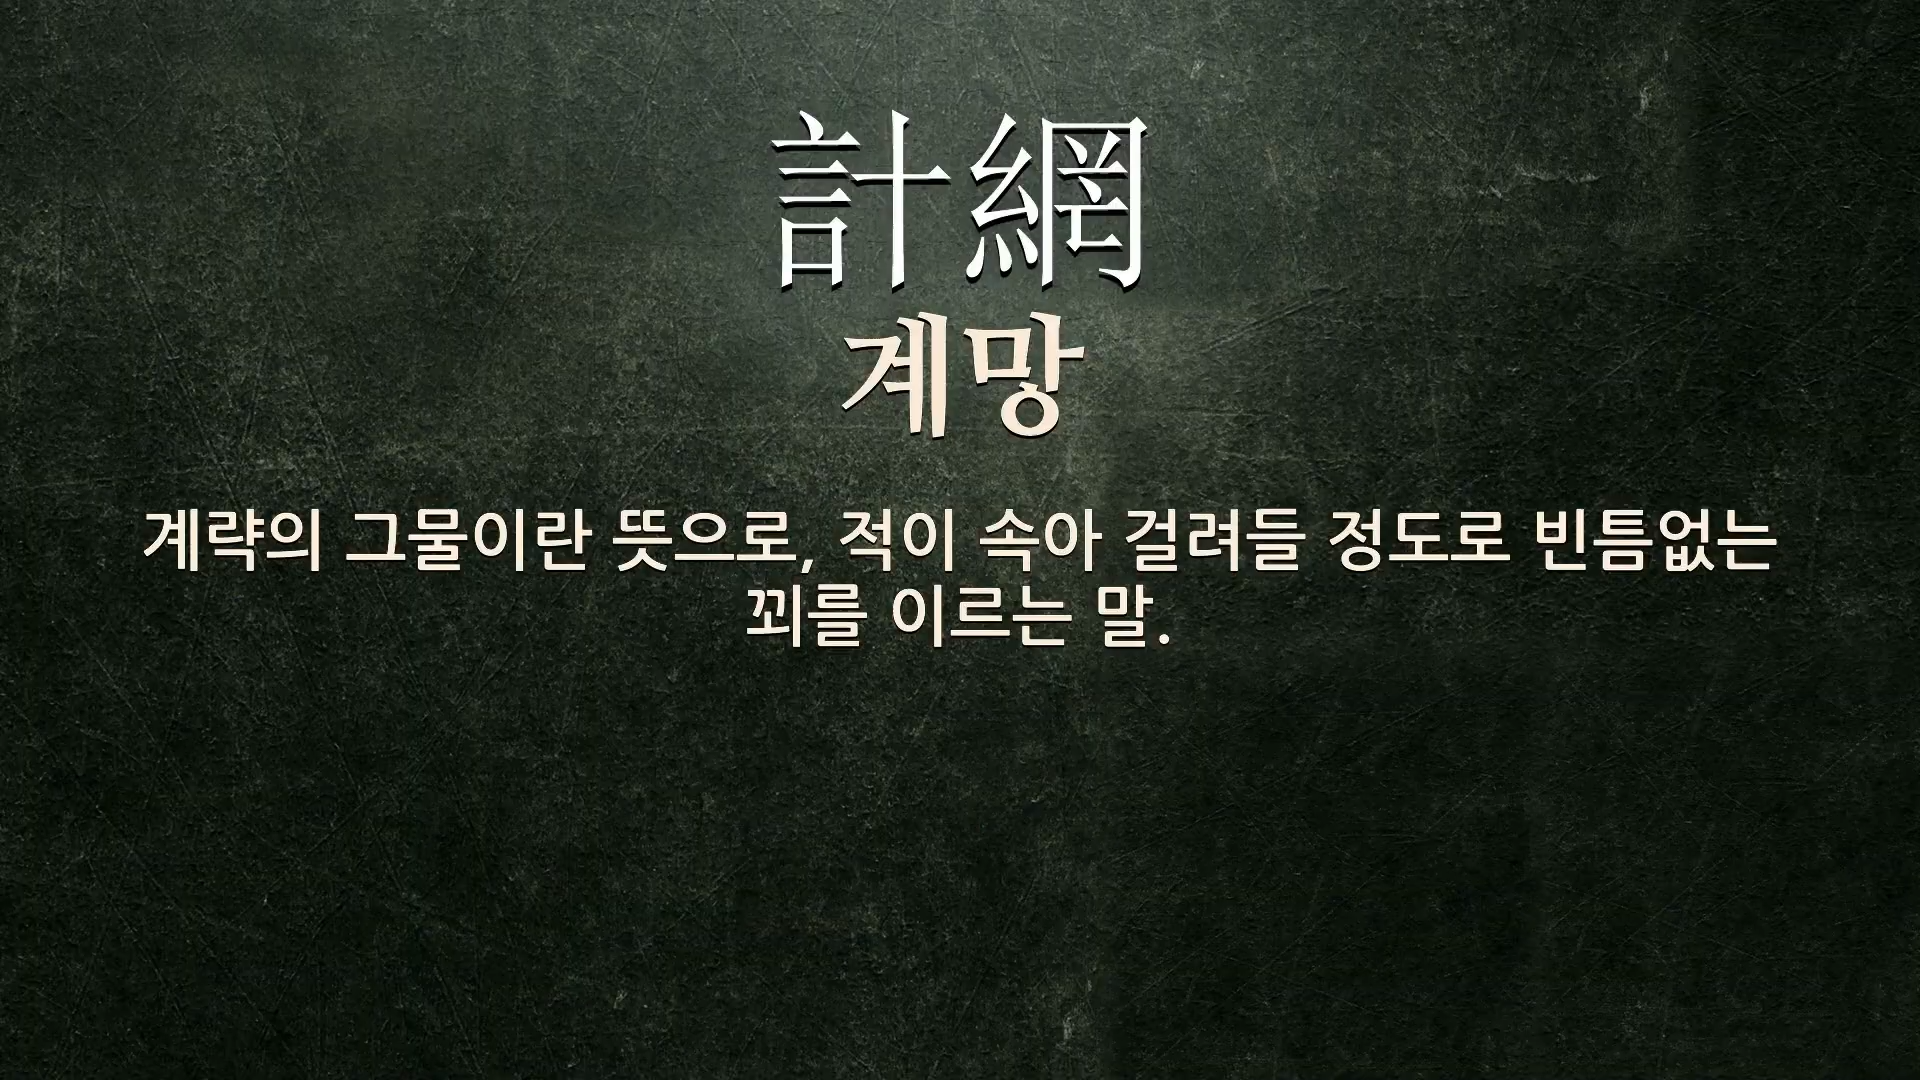 計網
계망
계략의 그물이란 뜻으로, 적이 속아 걸려들 정도로 빈틈없는
꾀를 이르는 말.